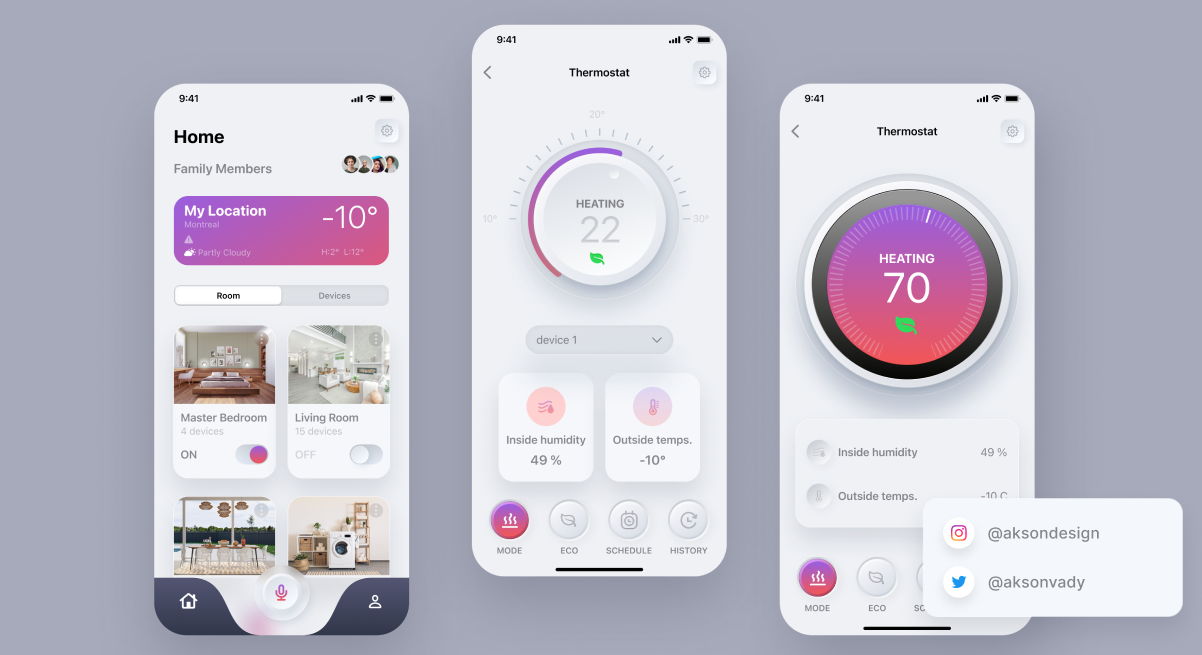 9:41
Home
Family Members
My Location
Montreal
-10°
Partly Cloudy
H:2° L:12°
Room
Devices
Master Bedroom
4 devices
ON
Living Room
15 devices
OFF
9:41
Thermostat
20°
10°
30°
HEATING
22
device 1
Inside humidity
49 %
Outside temps.
-10°
MODE
ECO
SCHEDULE
HISTORY
9:41
Thermostat
HEATING
70
Inside humidity
49 %
Outside temps.
-10 C
MODE
ECO
SC
@aksondesign
@aksonvady